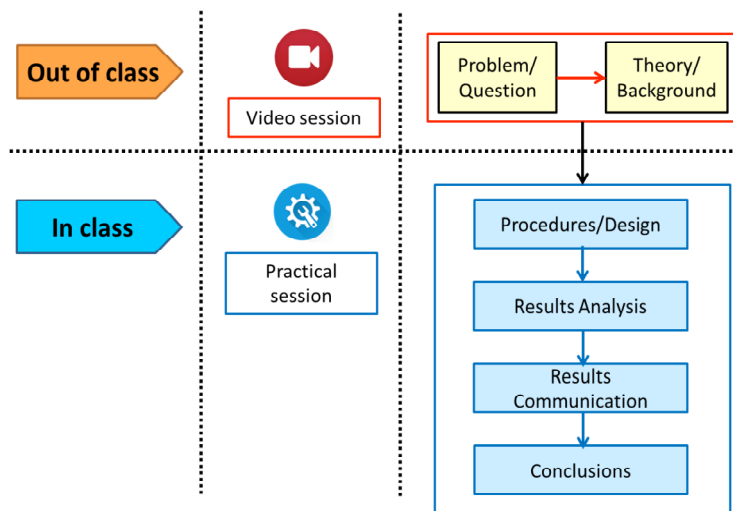 Out of class
Video session
Problem/
Question
Theory/
Background
In class
Practical
session
Procedures/Design
Results Analysis
Results
Communication
Conclusions